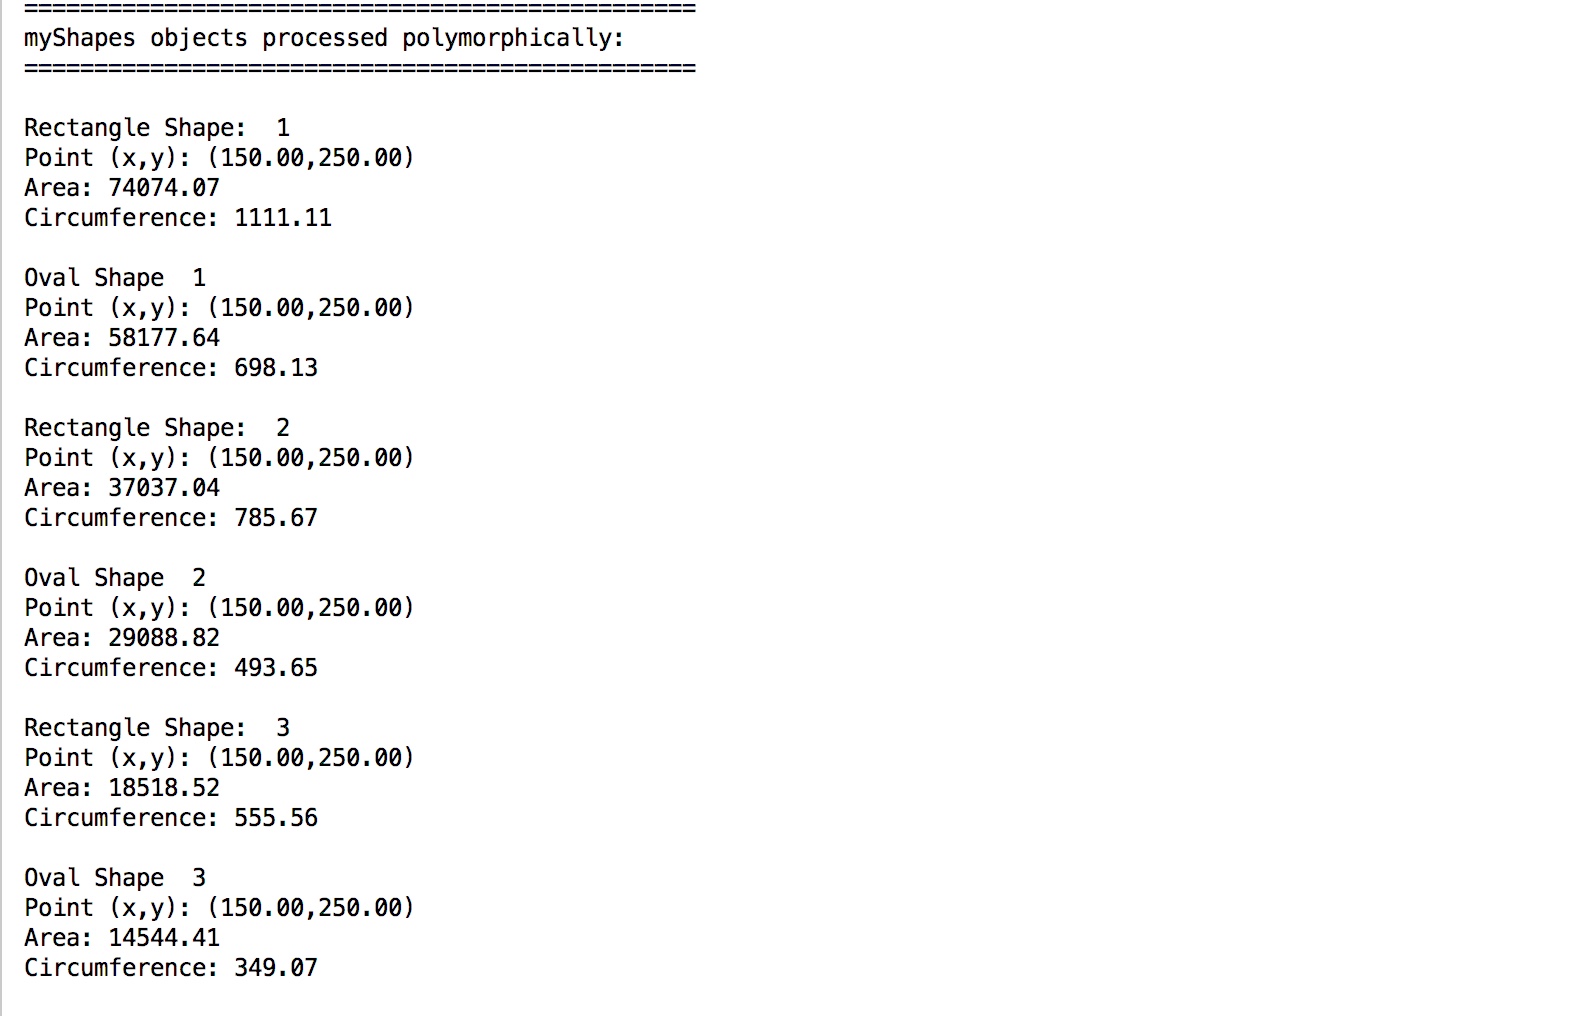 ================================================
myShapes objects processed polymorphically:
================================================
Rectangle Shape:  1
Point (x,y): (150.00,250.00)
Area: 74074.07
Circumference: 1111.11
Oval Shape  1
Point (x,y): (150.00,250.00)
Area: 58177.64
Circumference: 698.13
Rectangle Shape:  2
Point (x,y): (150.00,250.00)
Area: 37037.04
Circumference: 785.67
Oval Shape  2
Point (x,y): (150.00,250.00)
Area: 29088.82
Circumference: 493.65
Rectangle Shape:  3
Point (x,y): (150.00,250.00)
Area: 18518.52
Circumference: 555.56
Oval Shape  3
Point (x,y): (150.00,250.00)
Area: 14544.41
Circumference: 349.07